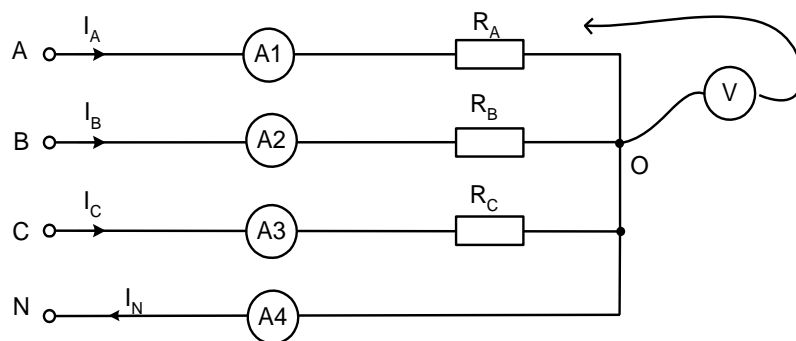 A I_A A1 R_A
V
B I_B A2 R_B
O
C I_C A3 R_C
N I_N A4